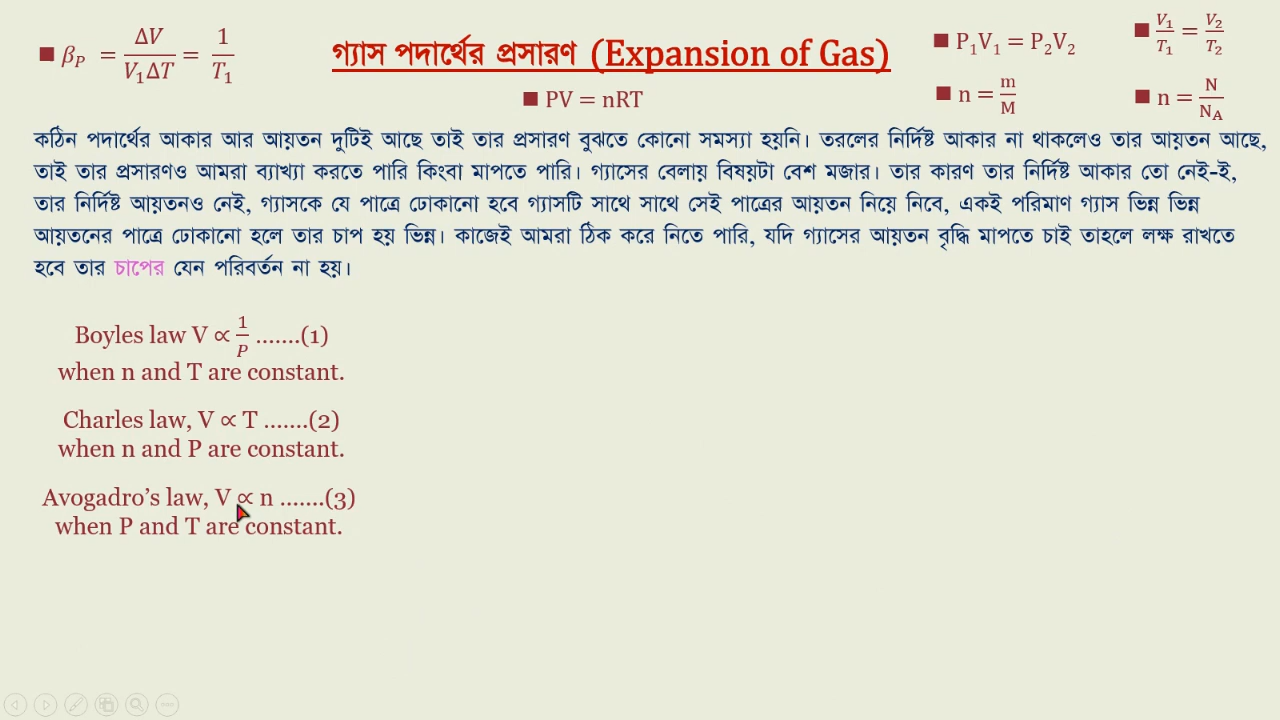 ■ βP = ΔV/V₁ΔT = 1/T₁
গ্যাস পদার্থের প্রসারণ (Expansion of Gas)
■ P₁V₁ = P₂V₂
■ V₁/T₁ = V₂/T₂
■ PV = nRT
■ n = m/M
■ n = N/N_A
কঠিন পদার্থের আকার আর আয়তন দুটিই আছে তাই তার প্রসারণ বুঝতে কোনো সমস্যা হয়নি। তরলের নির্দিষ্ট আকার না থাকলেও তার আয়তন আছে,
তাই তার প্রসারণও আমরা ব্যাখ্যা করতে পারি কিংবা মাপতে পারি। গ্যাসের বেলায় বিষয়টা বেশ মজার। তার কারণ তার নির্দিষ্ট আকার তো নেই-ই,
তার নির্দিষ্ট আয়তনও নেই, গ্যাসকে যে পাত্রে ঢোকানো হবে গ্যাসটি সাথে সাথে সেই পাত্রের আয়তন নিয়ে নিবে, একই পরিমাণ গ্যাস ভিন্ন ভিন্ন
আয়তনের পাত্রে ঢোকানো হলে তার চাপ হয় ভিন্ন। কাজেই আমরা ঠিক করে নিতে পারি, যদি গ্যাসের আয়তন বৃদ্ধি মাপতে চাই তাহলে লক্ষ রাখতে
হবে তার চাপের যেন পরিবর্তন না হয়।
Boyles law V ∝ 1/P .......(1)
when n and T are constant.
Charles law, V ∝ T .......(2)
when n and P are constant.
Avogadro's law, V ∝ n .......(3)
when P and T are constant.